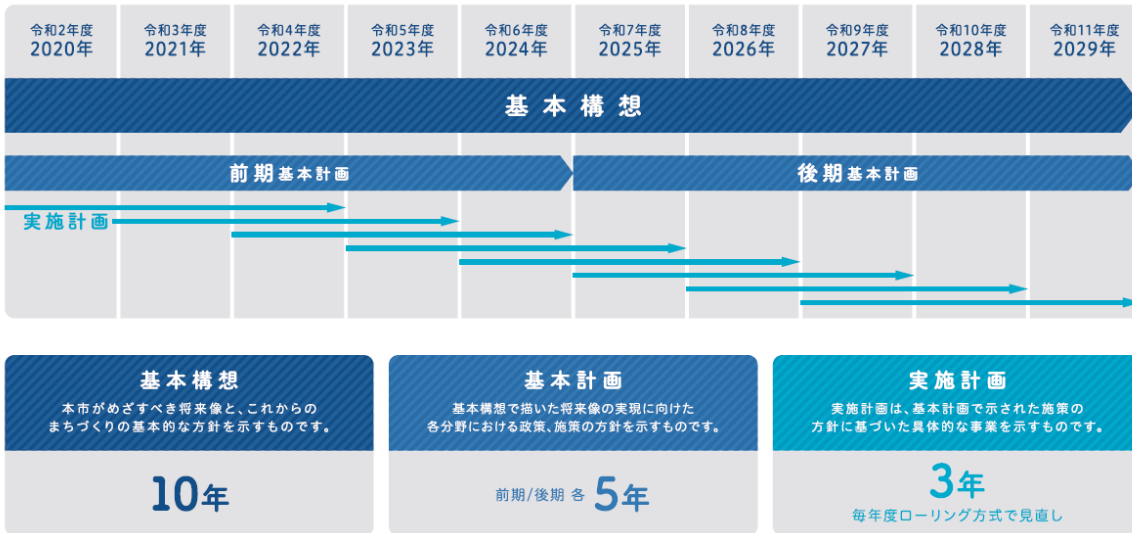 令和2年度 令和3年度 令和4年度 令和5年度 令和6年度 令和7年度 令和8年度 令和9年度 令和10年度 令和11年度
2020年 2021年 2022年 2023年 2024年 2025年 2026年 2027年 2028年 2029年
基本構想
前期基本計画 後期基本計画
実施計画
基本構想
本市がめざすべき将来像と、これからの
まちづくりの基本的な方針を示すものです。
10年
基本計画
基本構想で描いた将来像の実現に向けた
各分野における政策、施策の方針を示すものです。
前期/後期 各 5年
実施計画
実施計画は、基本計画で示された施策の
方針に基づいた具体的な事業を示すものです。
3年
毎年度ローリング方式で見直し